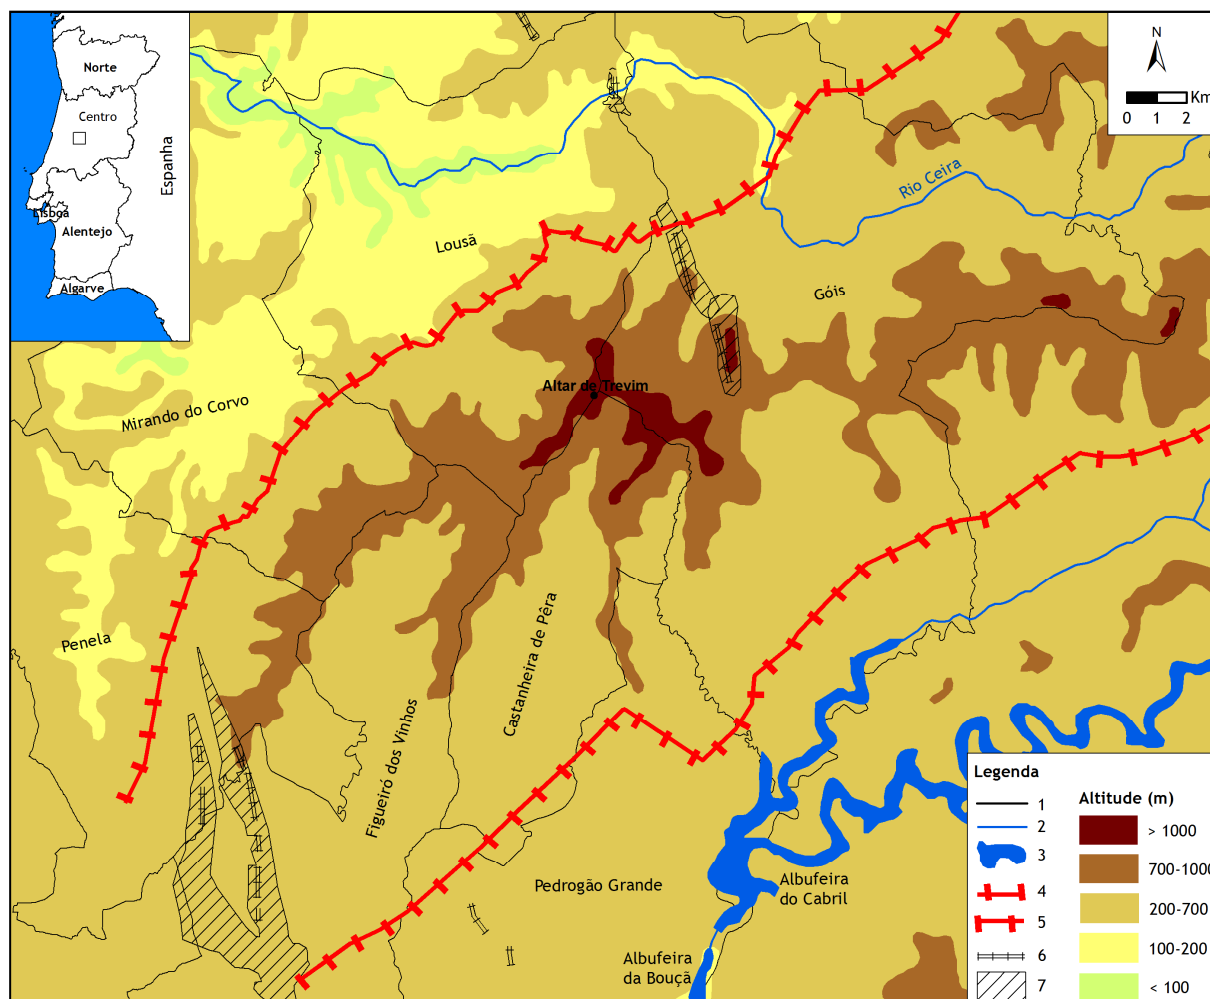 Norte
Centro
Espanha
Lisboa
Alentejo
Algarve
N
Km
0 1 2
Rio Ceira
Lousã
Góis
Altar de Trevim
Mirando do Corvo
Penela
Castanheira de Pêra
Figueiró dos Vinhos
Pedrogão Grande
Albufeira
do Cabril
Albufeira
da Bouçã
Legenda
1
2
3
4
5
6
7
Altitude (m)
> 1000
700-1000
200-700
100-200
< 100